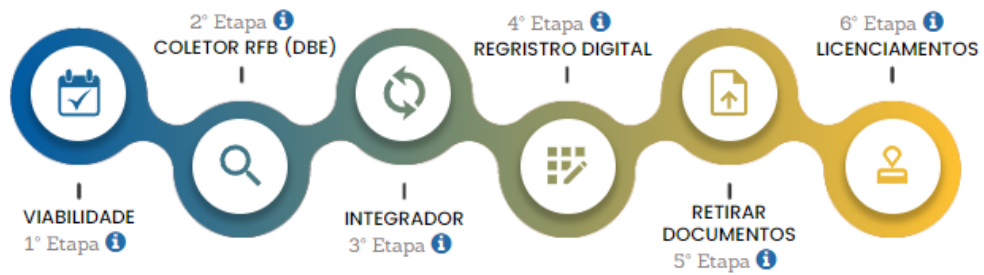 VIABILIDADE
1° Etapa
2° Etapa
COLETOR RFB (DBE)
INTEGRADOR
3° Etapa
4° Etapa
REGRISTRO DIGITAL
RETIRAR
DOCUMENTOS
5° Etapa
6° Etapa
LICENCIAMENTOS